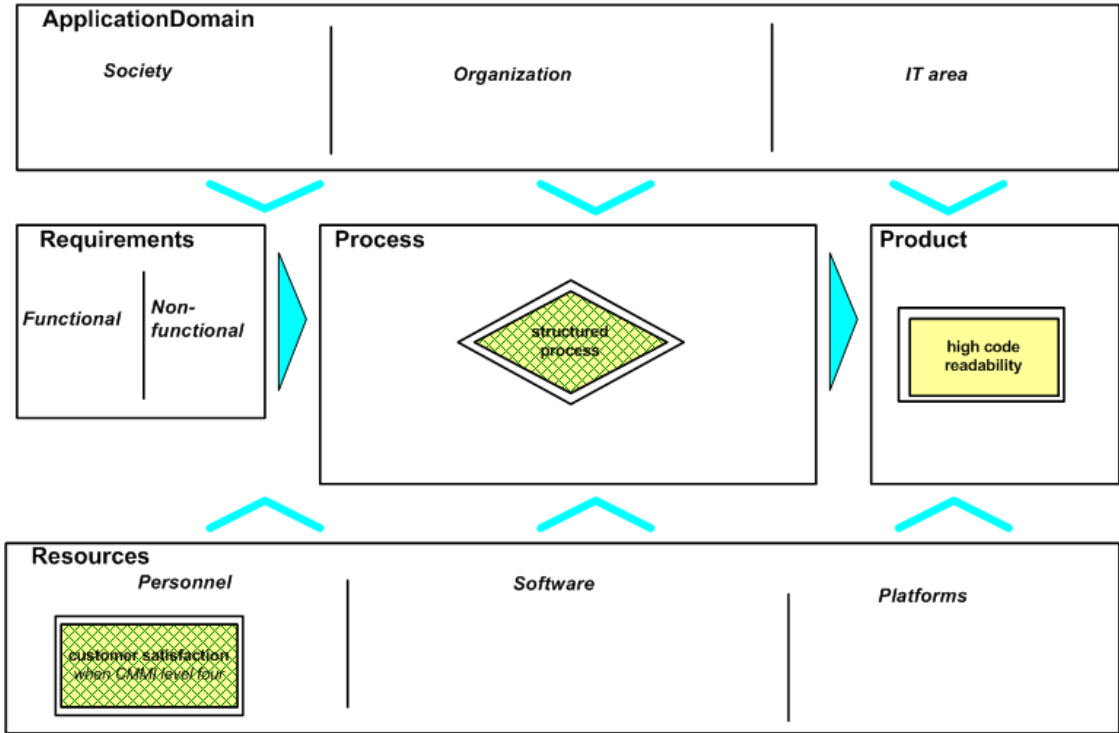 ApplicationDomain
Society
Organization
IT area
Requirements
Functional
Non-
functional
Process
structured
process
Product
high code
readability
Resources
Personnel
Software
Platforms
customer satisfaction
when CMMI level four